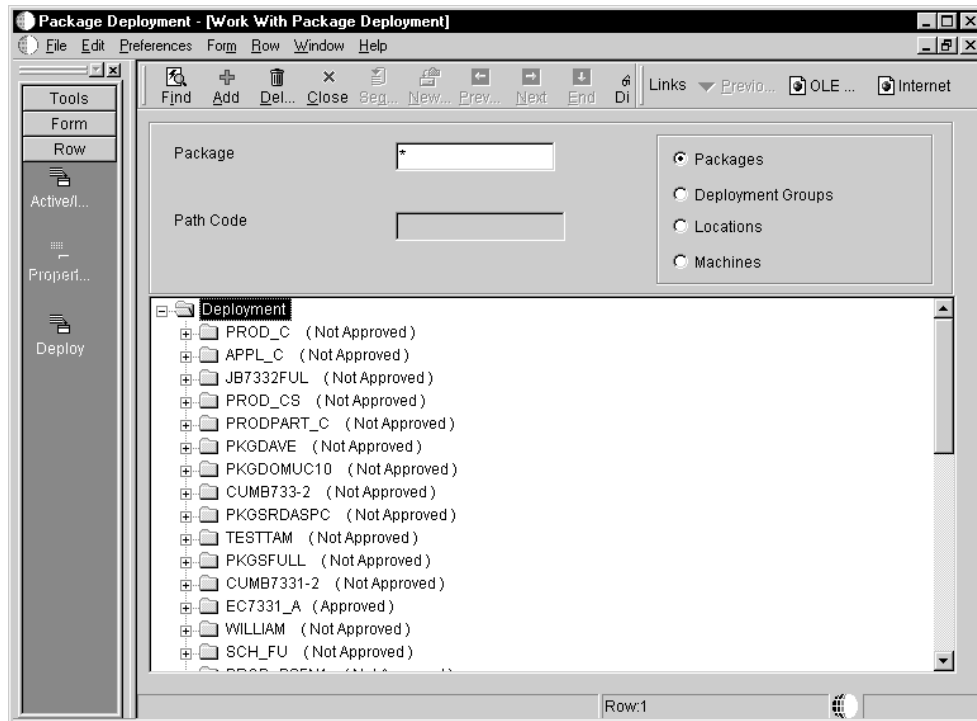 Package Deployment - [Work With Package Deployment]
File Edit Preferences Form Row Window Help
Find Add Del... Close Seq... New... Prev... Next End Di Links Previo... OLE ... Internet
Tools
Form
Row
Active/I...
Propert...
Deploy
Package *
Path Code
Packages
Deployment Groups
Locations
Machines
Deployment
PROD_C ( Not Approved )
APPL_C ( Not Approved )
JB7332FUL ( Not Approved )
PROD_CS ( Not Approved )
PRODPART_C ( Not Approved )
PKGDAVE ( Not Approved )
PKGDOMUC10 ( Not Approved )
CUMB733-2 ( Not Approved )
PKGSRDASPC ( Not Approved )
TESTTAM ( Not Approved )
PKGSFULL ( Not Approved )
CUMB7331-2 ( Not Approved )
EC7331_A ( Approved )
WILLIAM ( Not Approved )
SCH_FU ( Not Approved )
Row:1